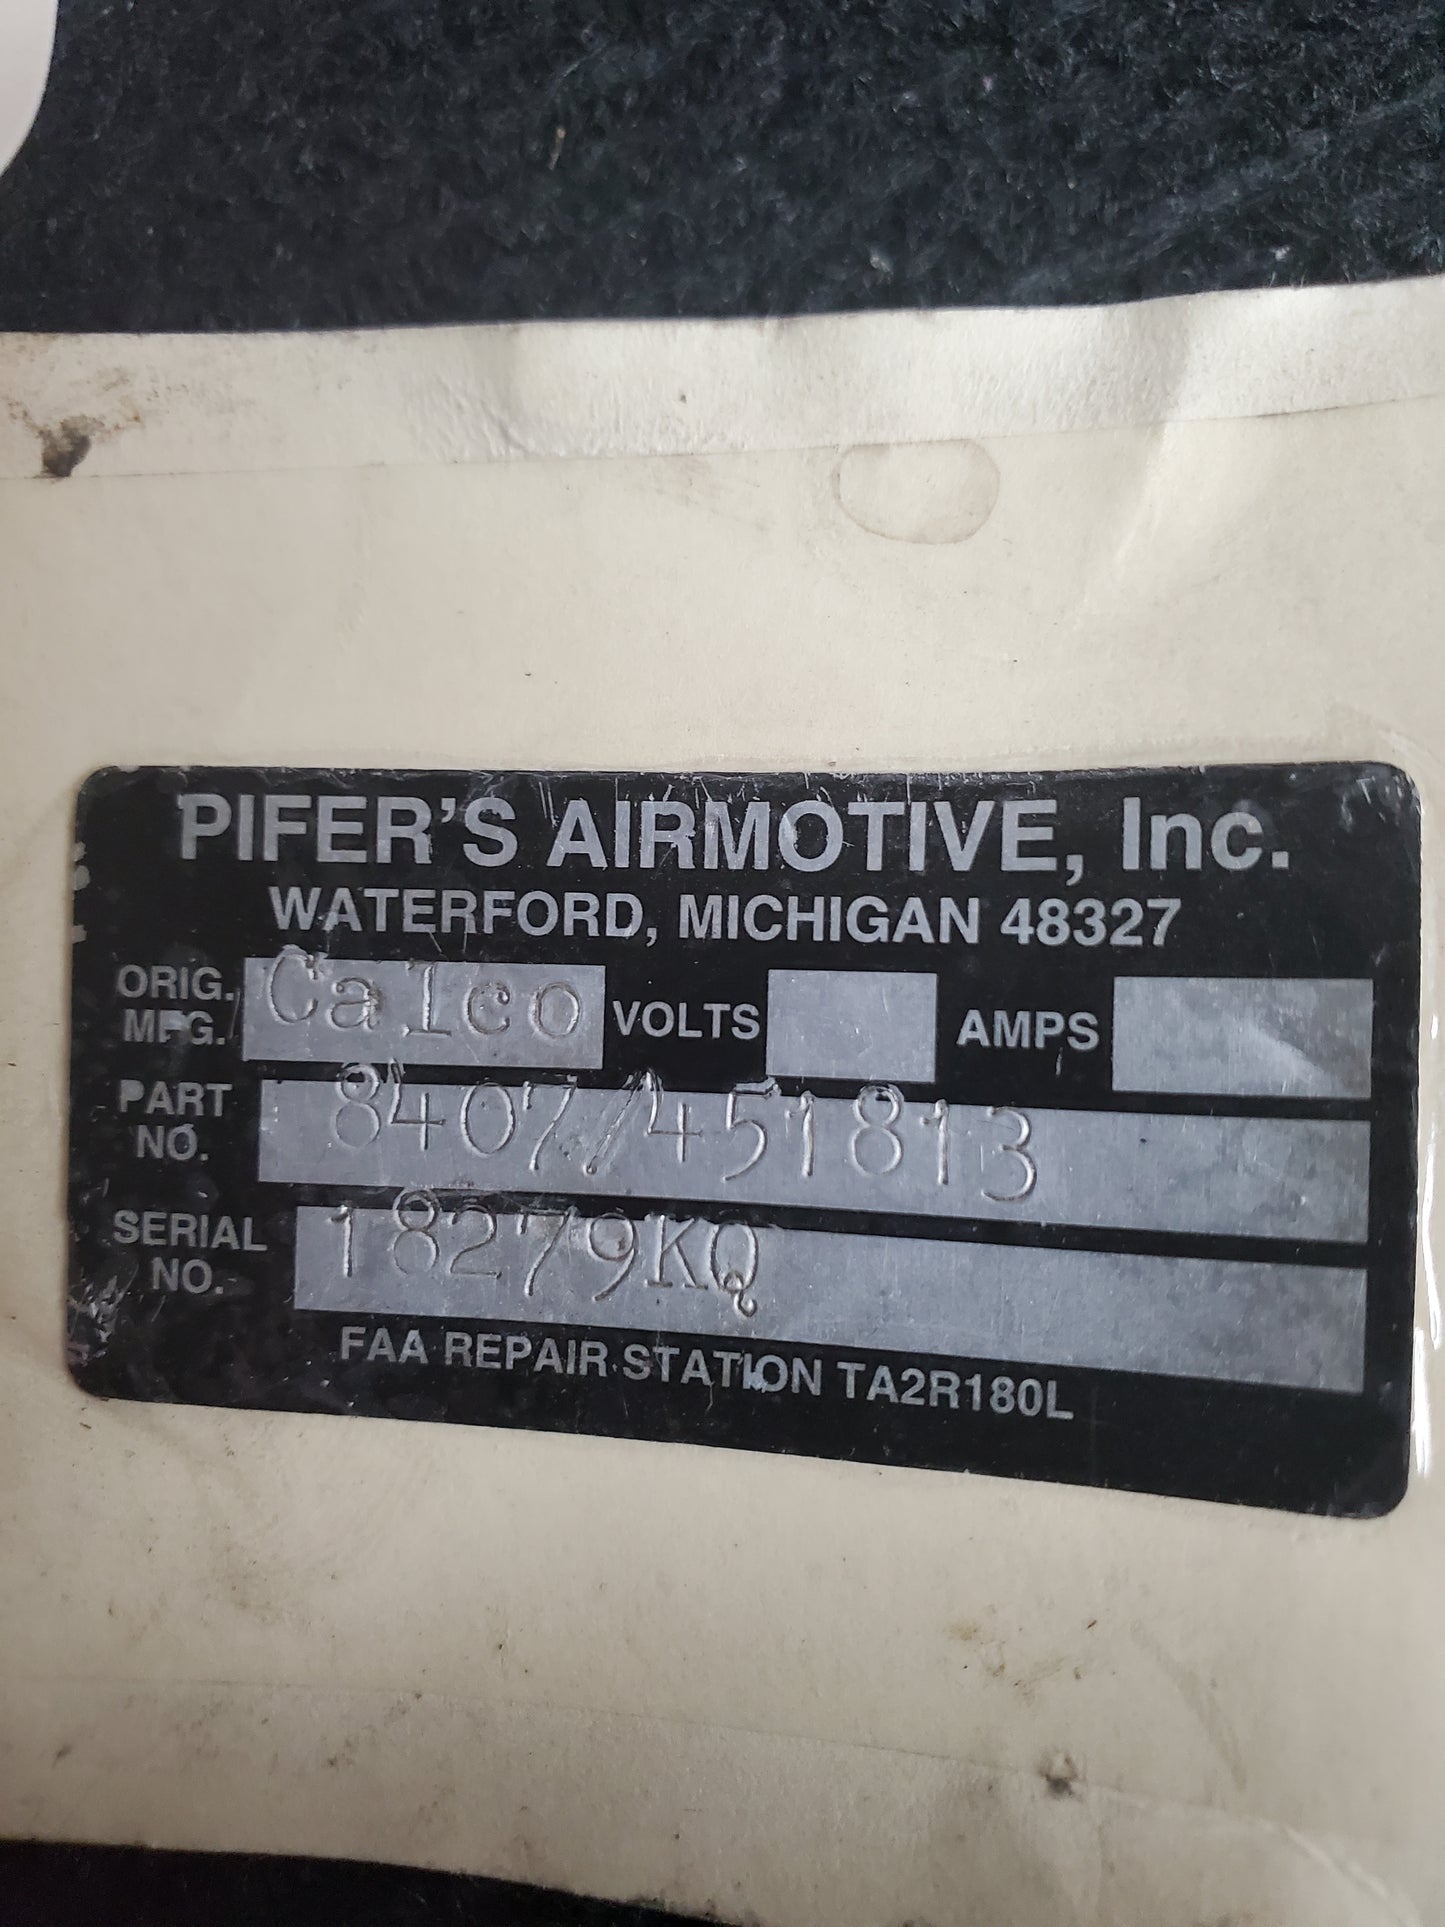 PIFER'S AIRMOTIVE, Inc.
WATERFORD, MICHIGAN 48327
ORIG. MFG. Calco VOLTS AMPS
PART NO. 8407/451813
SERIAL NO. 18279KQ
FAA REPAIR STATION TA2R180L